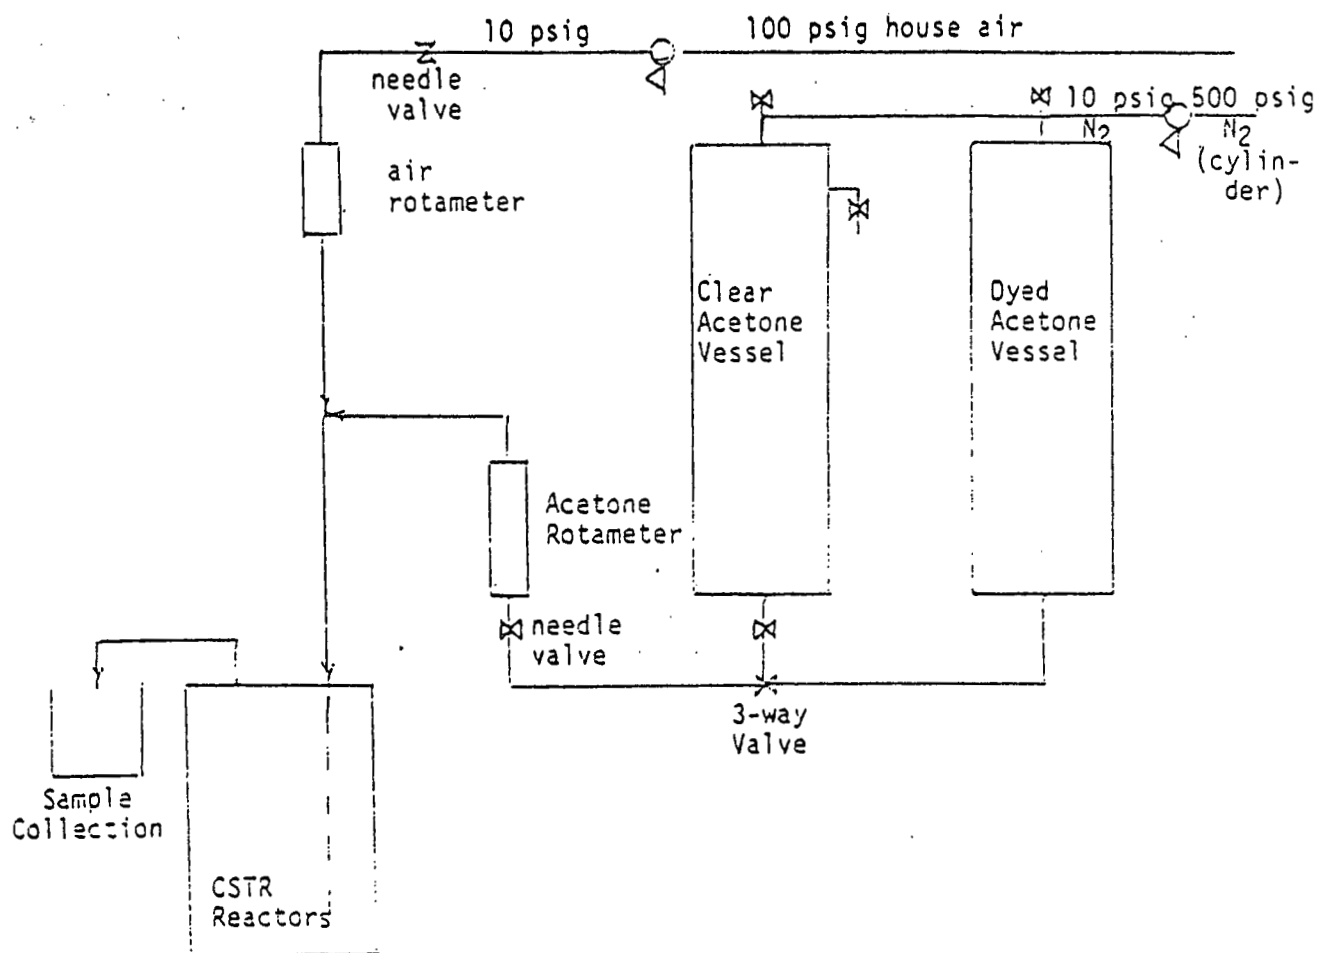 10 psig
100 psig house air
needle
valve
10 psig 500 psig
N2
N2
(cylin-
der)
air
rotameter
Clear
Acetone
Vessel
Dyed
Acetone
Vessel
Acetone
Rotameter
needle
valve
3-way
Valve
Sample
Collection
CSTR
Reactors